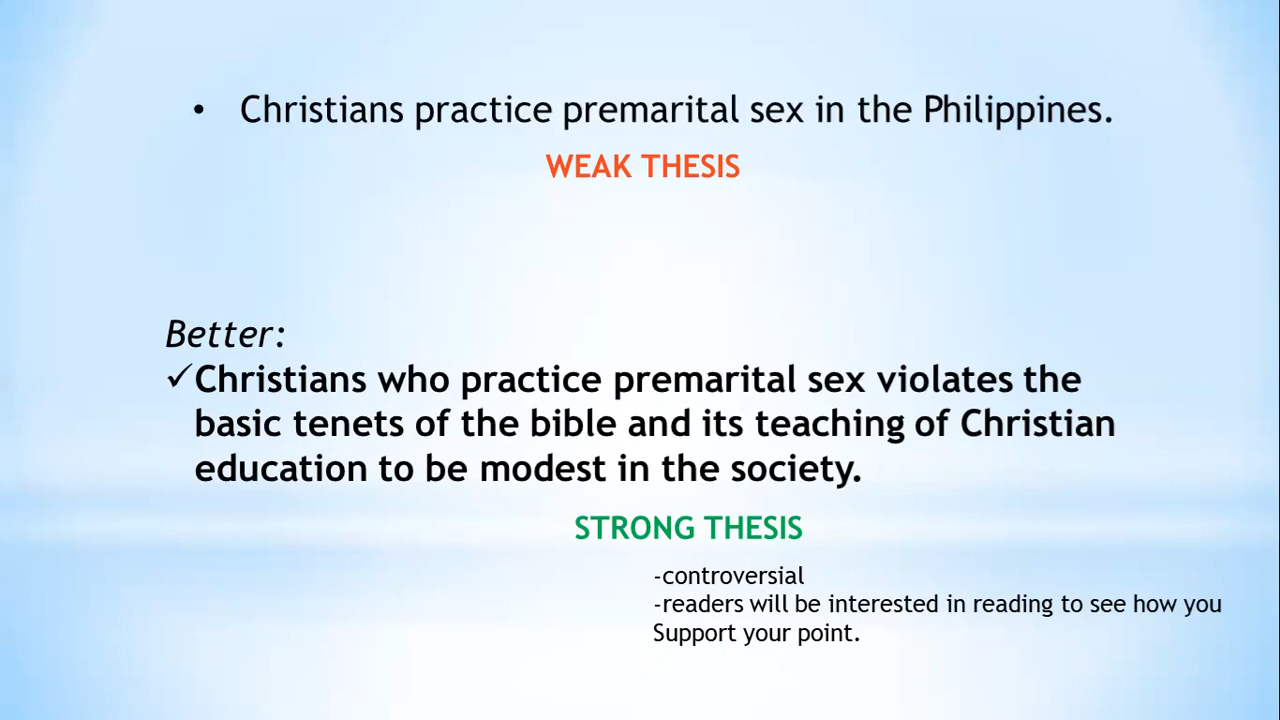 • Christians practice premarital sex in the Philippines.
WEAK THESIS
Better:
✓Christians who practice premarital sex violates the
basic tenets of the bible and its teaching of Christian
education to be modest in the society.
STRONG THESIS
-controversial
-readers will be interested in reading to see how you
Support your point.